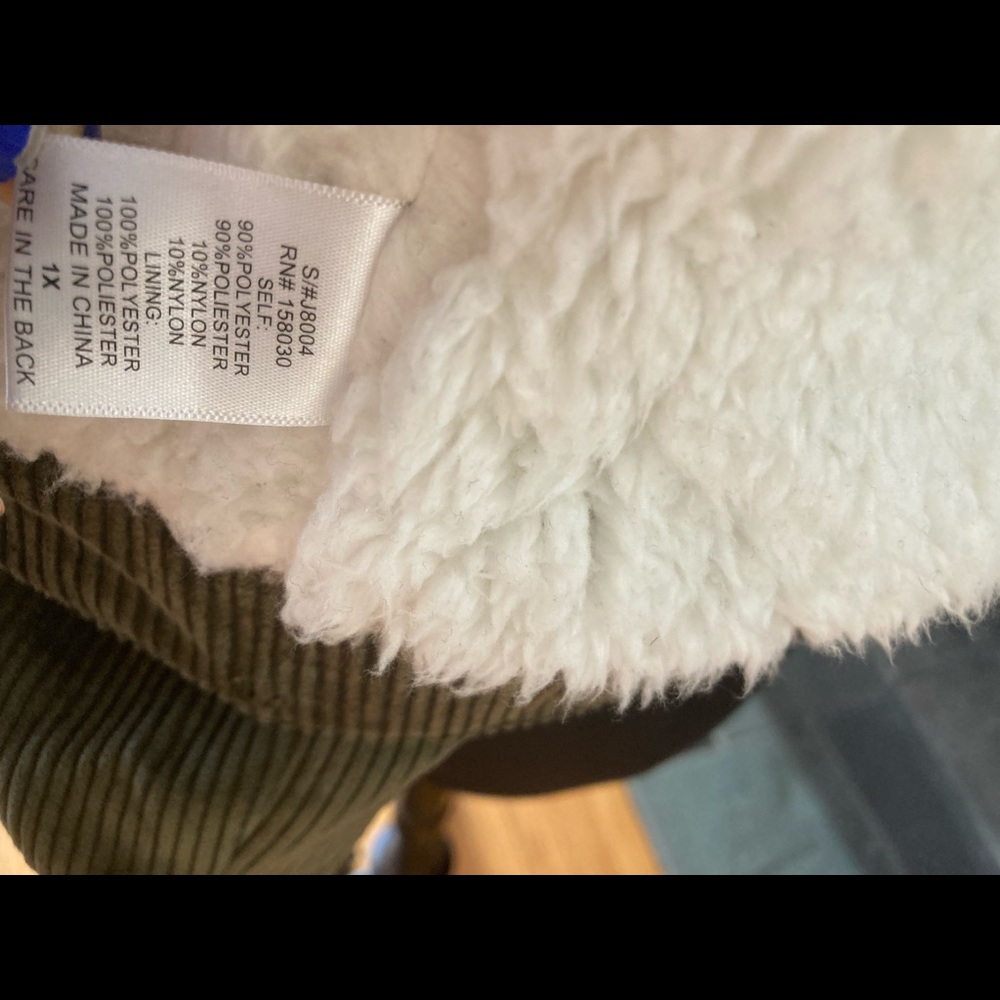 S/#J8004
RN# 158030
SELF:
90%POLYESTER
90%POLIESTER
10%NYLON
10%NYLON
LINING:
100%POLYESTER
100%POLIESTER
MADE IN CHINA
1X
CARE IN THE BACK